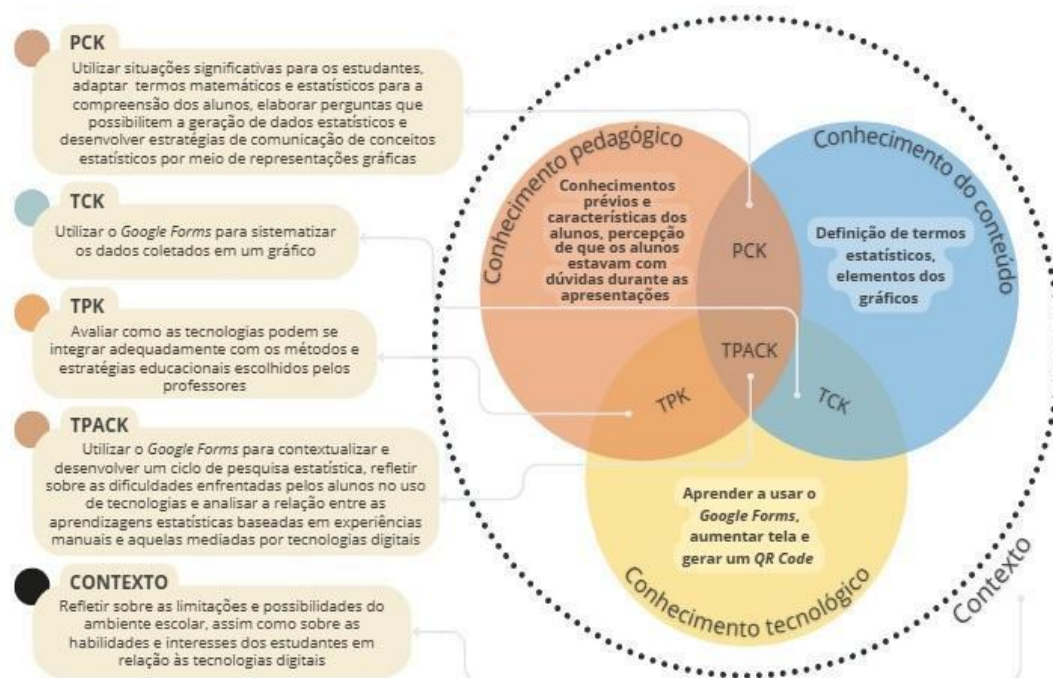 PCK
Utilizar situações significativas para os estudantes,
adaptar termos matemáticos e estatísticos para a
compreensão dos alunos, elaborar perguntas que
possibilitem a geração de dados estatísticos e
desenvolver estratégias de comunicação de conceitos
estatísticos por meio de representações gráficas
TCK
Utilizar o Google Forms para sistematizar
os dados coletados em um gráfico
TPK
Avaliar como as tecnologias podem se
integrar adequadamente com os métodos e
estratégias educacionais escolhidos pelos
professores
TPACK
Utilizar o Google Forms para contextualizar e
desenvolver um ciclo de pesquisa estatística, refletir
sobre as dificuldades enfrentadas pelos alunos no uso
de tecnologias e analisar a relação entre as
aprendizagens estatísticas baseadas em experiências
manuais e aquelas mediadas por tecnologias digitais
CONTEXTO
Refletir sobre as limitações e possibilidades do
ambiente escolar, assim como sobre as
habilidades e interesses dos estudantes em
relação às tecnologias digitais
Conhecimento pedagógico
Conhecimentos
prévios e
características dos
alunos, percepção
de que os alunos
estavam com
dúvidas durante as
apresentações
Conhecimento do conteúdo
Definição de termos
estatísticos,
elementos dos
gráficos
PCK
TPACK
TPK
TCK
Aprender a usar o
Google Forms,
aumentar tela e
gerar um QR Code
Conhecimento tecnológico
Contexto